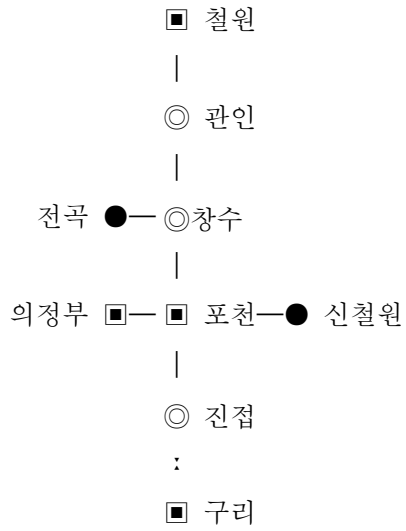 ▣ 철원
|
◎ 관인
|
전곡 ●― ◎창수
|
의정부 ▣― ▣ 포천―● 신철원
|
◎ 진접
:
▣ 구리